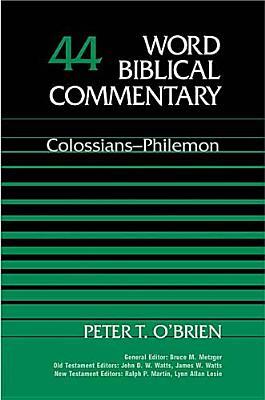 44 WORD
BIBLICAL
COMMENTARY
Colossians–Philemon
PETER T. O'BRIEN
General Editor: Bruce M. Metzger
Old Testament Editors: John D. W. Watts, James W. Watts
New Testament Editors: Ralph P. Martin, Lynn Allan Losie